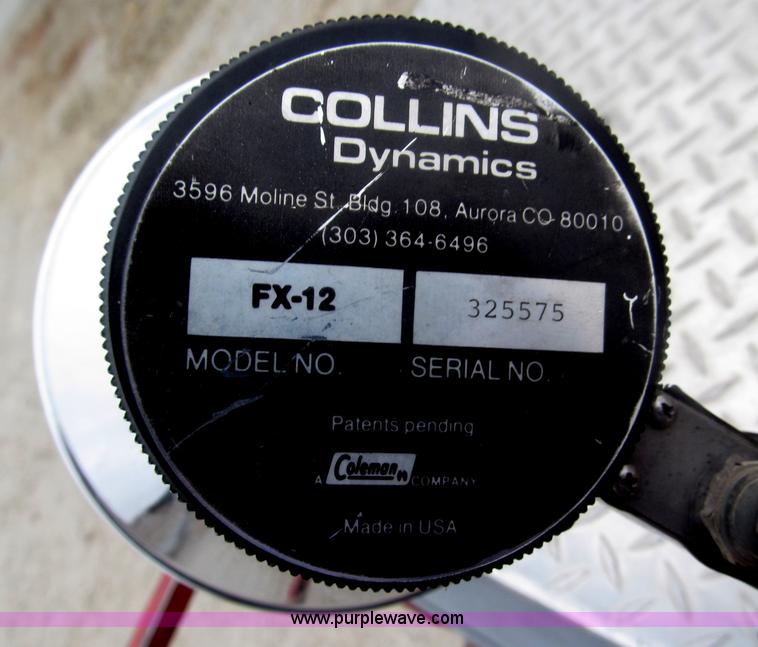 COLLINS
Dynamics
3596 Moline St. Bldg. 108, Aurora CO 80010
(303) 364-6496
FX-12 325575
MODEL NO. SERIAL NO.
Patents pending
A Coleman COMPANY
Made in USA
www.purplewave.com